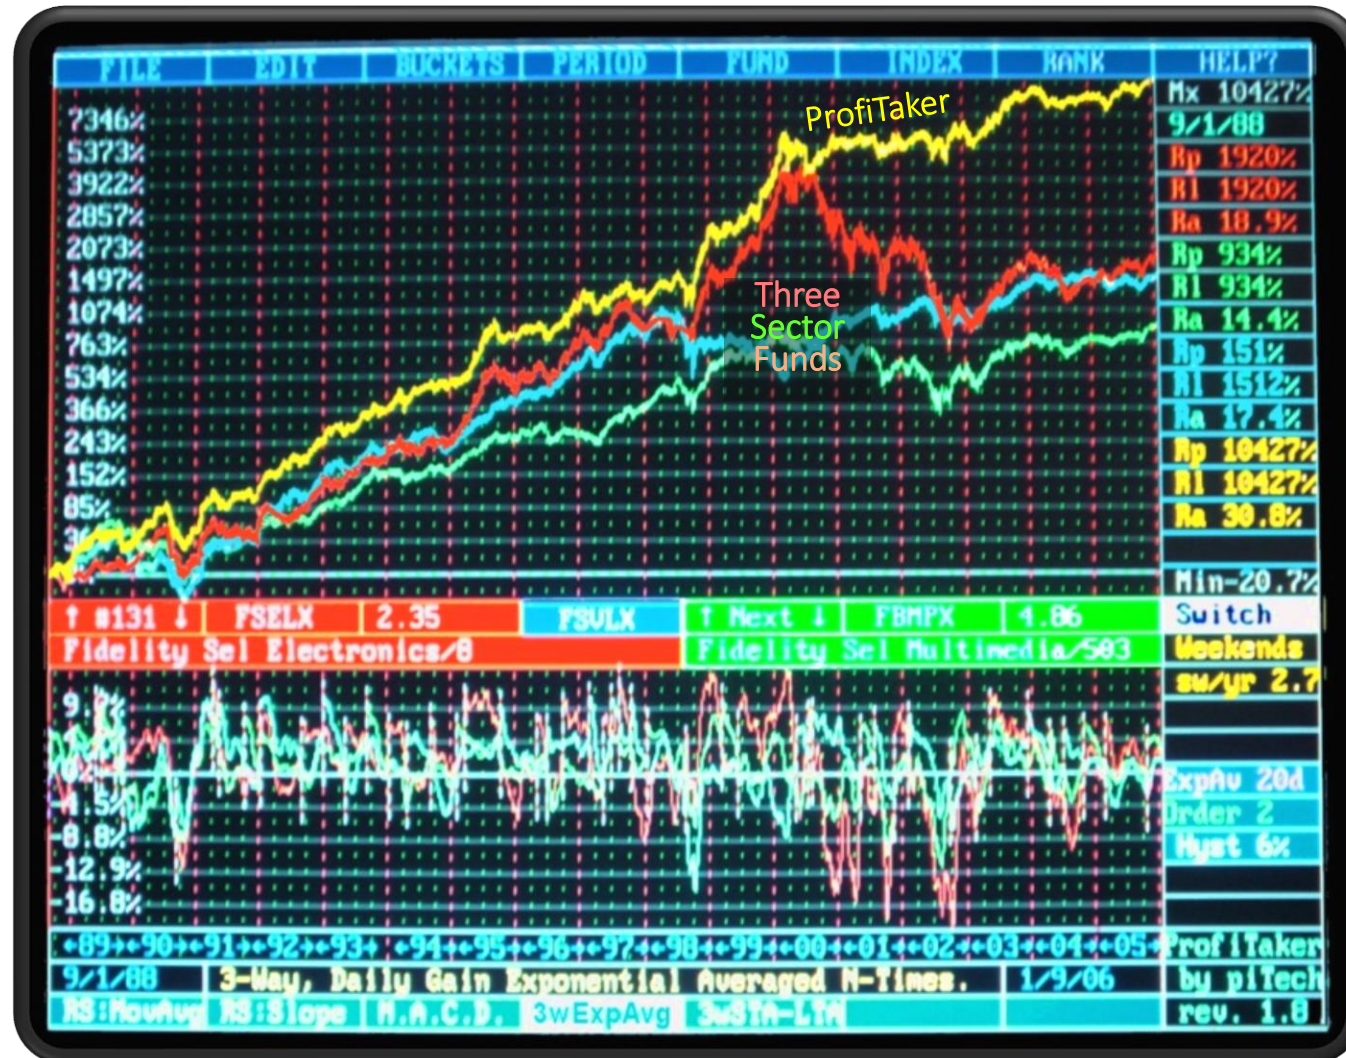 FILE EDIT BUCKETS PERIOD FUND INDEX RANK HELP?
ProfiTaker
Three
Sector
Funds
7346%
5373%
3922%
2857%
2073%
1497%
1074%
763%
534%
366%
243%
152%
85%
Mx 10427%
9/1/88
Rp 1920%
Rl 1920%
Ra 18.9%
Rp 934%
Rl 934%
Ra 14.4%
Rp 151%
Rl 1512%
Ra 17.4%
Rp 10427%
Rl 10427%
Ra 30.8%
Min-20.7%
↑ #131 ↓ FSELX 2.35 FSVLX ↑ Next ↓ FBMPX 4.86 Switch
Fidelity Sel Electronics/8 Fidelity Sel Multimedia/503 Weekends
sw/yr 2.7
0%
-4.5%
-8.8%
-12.9%
-16.8%
ExpAv 20d
Order 2
Hyst 6%
←89→←90→←91→←92→←93→ ←94→←95→←96→←97→←98→←99→←00→←01→←02→←03→←04→←05→ ProfiTaker
9/1/88 3-Way, Daily Gain Exponential Averaged N-Times. 1/9/06 by piTech
RS:MovAvg RS:Slope M.A.C.D. 3wExpAvg 3wSTA-LTA rev. 1.8